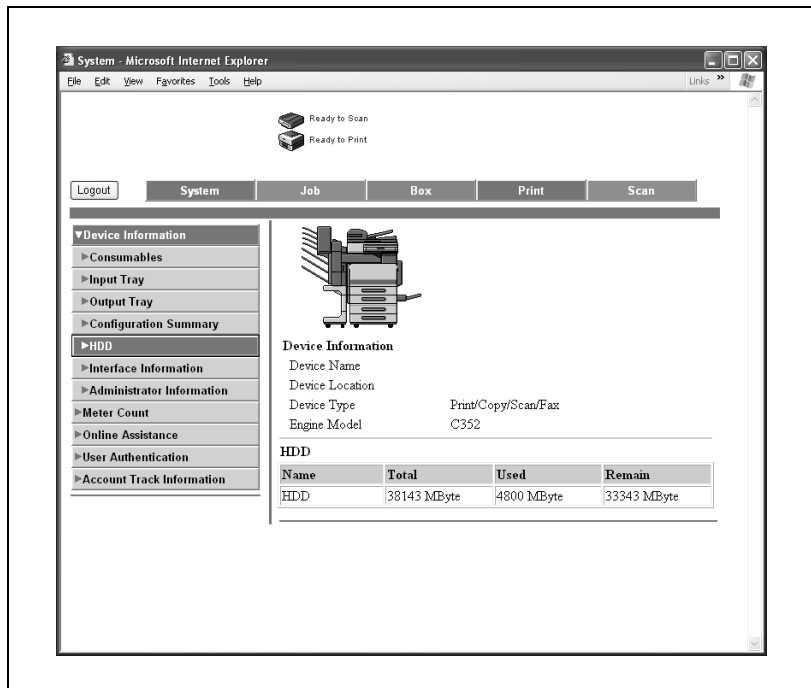 System - Microsoft Internet Explorer
File Edit View Favorites Tools Help Links »
Ready to Scan
Ready to Print
Logout System Job Box Print Scan
▼Device Information
▶Consumables
▶Input Tray
▶Output Tray
▶Configuration Summary
▶HDD
▶Interface Information
▶Administrator Information
▶Meter Count
▶Online Assistance
▶User Authentication
▶Account Track Information
Device Information
Device Name
Device Location
Device Type Print/Copy/Scan/Fax
Engine Model C352
HDD
Name Total Used Remain
HDD 38143 MByte 4800 MByte 33343 MByte